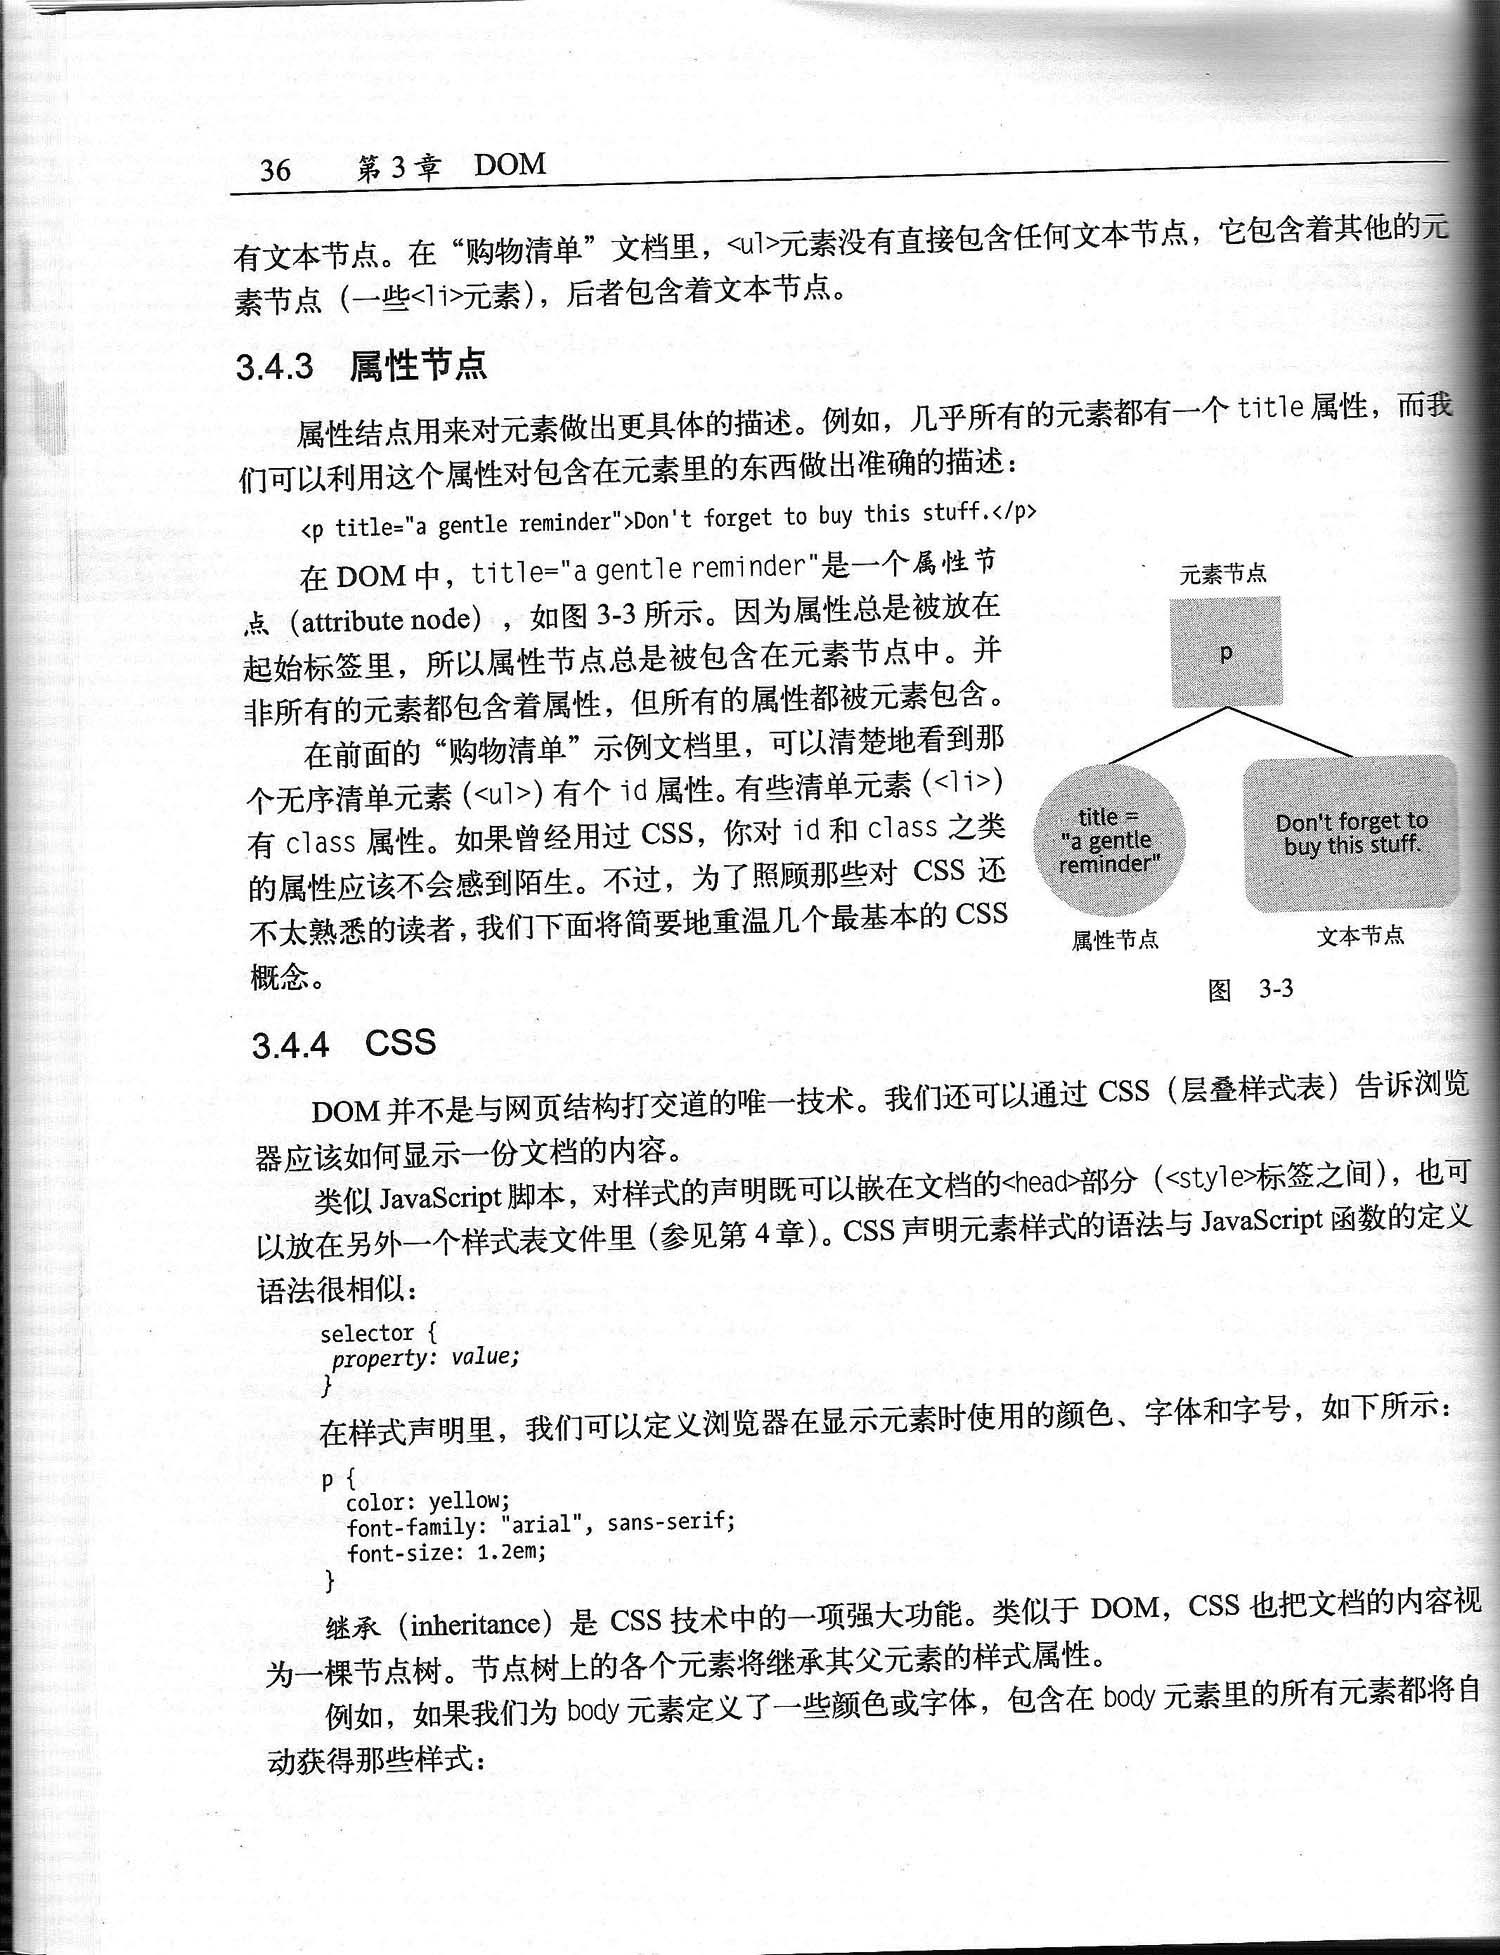 36 第 3 章 DOM
有文本节点。在“购物清单”文档里，<ul>元素没有直接包含任何文本节点，它包含着其他的元
素节点（一些<li>元素），后者包含着文本节点。
3.4.3 属性节点
属性结点用来对元素做出更具体的描述。例如，几乎所有的元素都有一个 title 属性，而我
们可以利用这个属性对包含在元素里的东西做出准确的描述：
<p title="a gentle reminder">Don't forget to buy this stuff.</p>
在 DOM 中，title="a gentle reminder"是一个属性节
点（attribute node），如图 3-3 所示。因为属性总是被放在
起始标签里，所以属性节点总是被包含在元素节点中。并
非所有的元素都包含着属性，但所有的属性都被元素包含。
在前面的“购物清单”示例文档里，可以清楚地看到那
个无序清单元素（<ul>）有个 id 属性。有些清单元素（<li>）
有 class 属性。如果曾经用过 CSS，你对 id 和 class 之类
的属性应该不会感到陌生。不过，为了照顾那些对 CSS 还
不太熟悉的读者，我们下面将简要地重温几个最基本的 CSS
概念。
元素节点
p
title =
"a gentle
reminder"
Don't forget to
buy this stuff.
属性节点
文本节点
图 3-3
3.4.4 CSS
DOM 并不是与网页结构打交道的唯一技术。我们还可以通过 CSS（层叠样式表）告诉浏览
器应该如何显示一份文档的内容。
类似 JavaScript 脚本，对样式的声明既可以嵌在文档的<head>部分（<style>标签之间），也可
以放在另外一个样式表文件里（参见第 4 章）。CSS 声明元素样式的语法与 JavaScript 函数的定义
语法很相似：
selector {
property: value;
}
在样式声明里，我们可以定义浏览器在显示元素时使用的颜色、字体和字号，如下所示：
p {
color: yellow;
font-family: "arial", sans-serif;
font-size: 1.2em;
}
继承（inheritance）是 CSS 技术中的一项强大功能。类似于 DOM，CSS 也把文档的内容视
为一棵节点树。节点树上的各个元素将继承其父元素的样式属性。
例如，如果我们为 body 元素定义了一些颜色或字体，包含在 body 元素里的所有元素都将自
动获得那些样式：